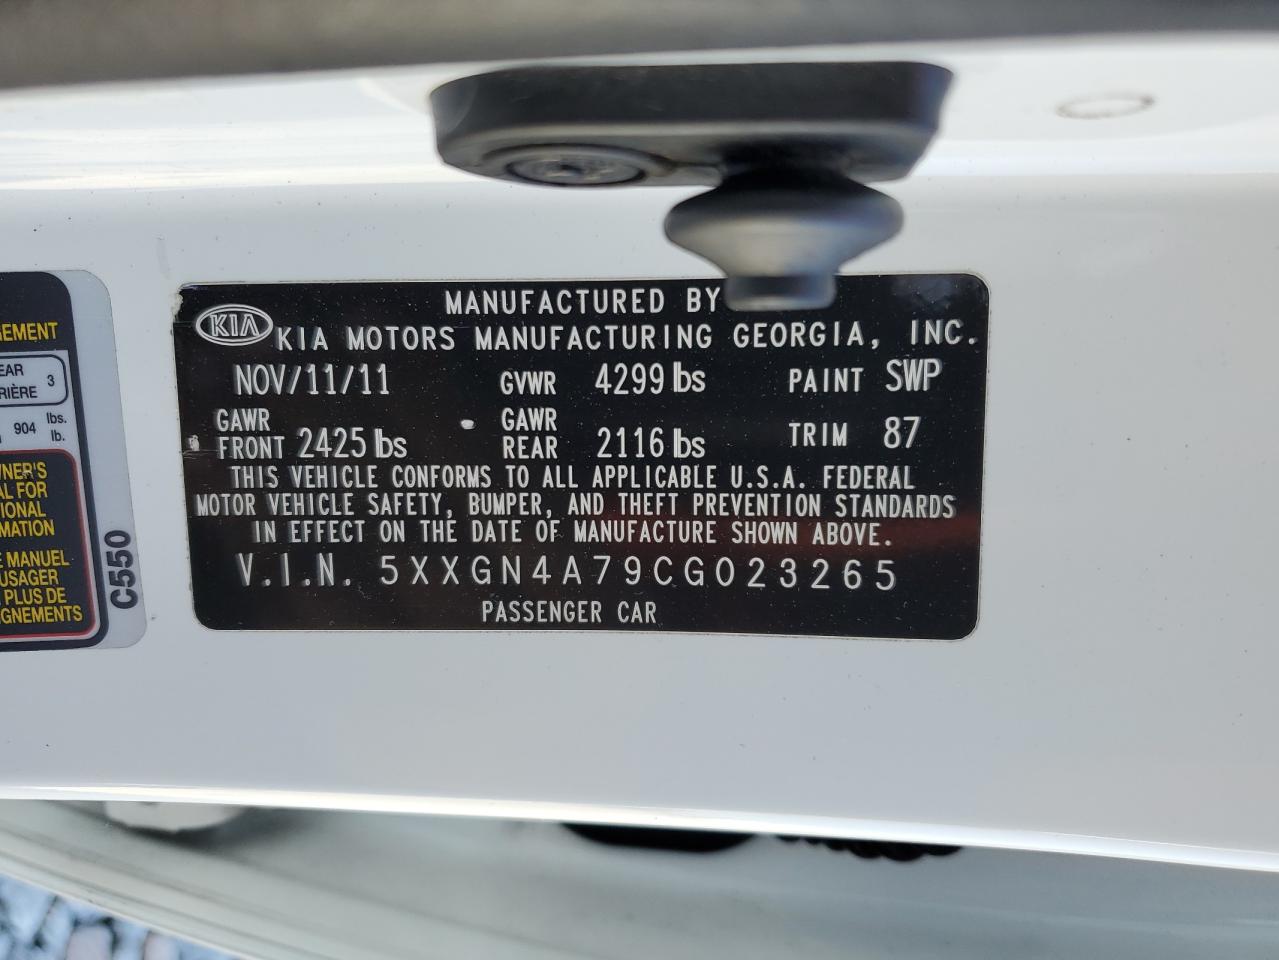 MANUFACTURED BY
KIA
KIA MOTORS MANUFACTURING GEORGIA, INC.
NOV/11/11 GVWR 4299 lbs PAINT SWP
GAWR FRONT 2425 lbs GAWR REAR 2116 lbs TRIM 87
THIS VEHICLE CONFORMS TO ALL APPLICABLE U.S.A. FEDERAL
MOTOR VEHICLE SAFETY, BUMPER, AND THEFT PREVENTION STANDARDS
IN EFFECT ON THE DATE OF MANUFACTURE SHOWN ABOVE.
V.I.N. 5XXGN4A79CG023265
PASSENGER CAR
3
904 lbs.
lb.
MANUEL
PLUS DE
C550